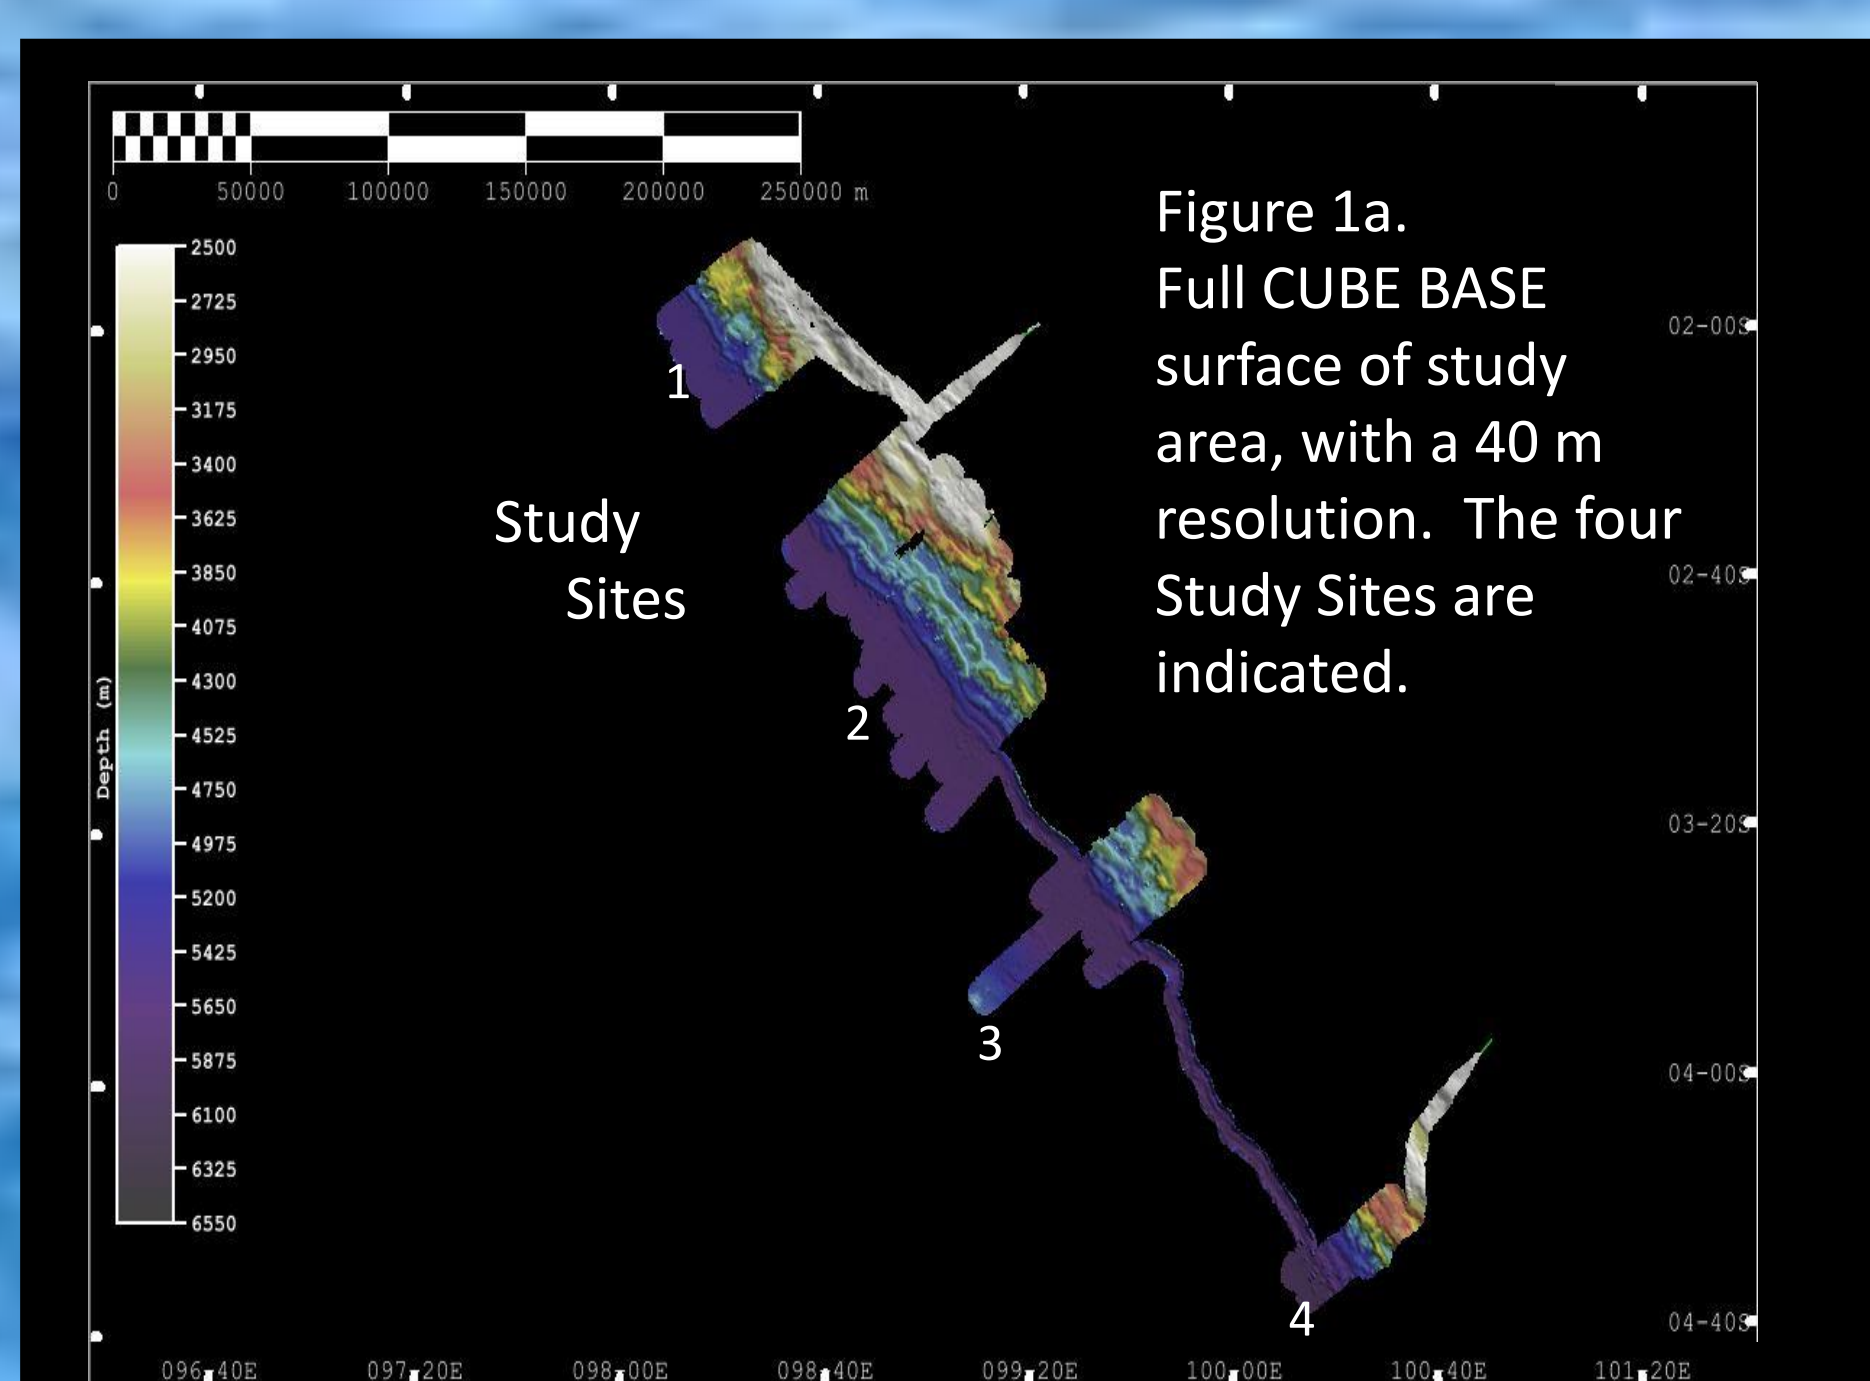 0 50000 100000 150000 200000 250000 m
Figure 1a.
Full CUBE BASE
surface of study
area, with a 40 m
resolution.  The four
Study Sites are
indicated.
2500
2725
2950
3175
3400
3625
3850
4075
4300
4525
4750
4975
5200
5425
5650
5875
6100
6325
6550
Depth (m)
Study
Sites
1
2
3
4
02-00S
02-40S
03-20S
04-00S
04-40S
096-40E 097-20E 098-00E 098-40E 099-20E 100-00E 100-40E 101-20E